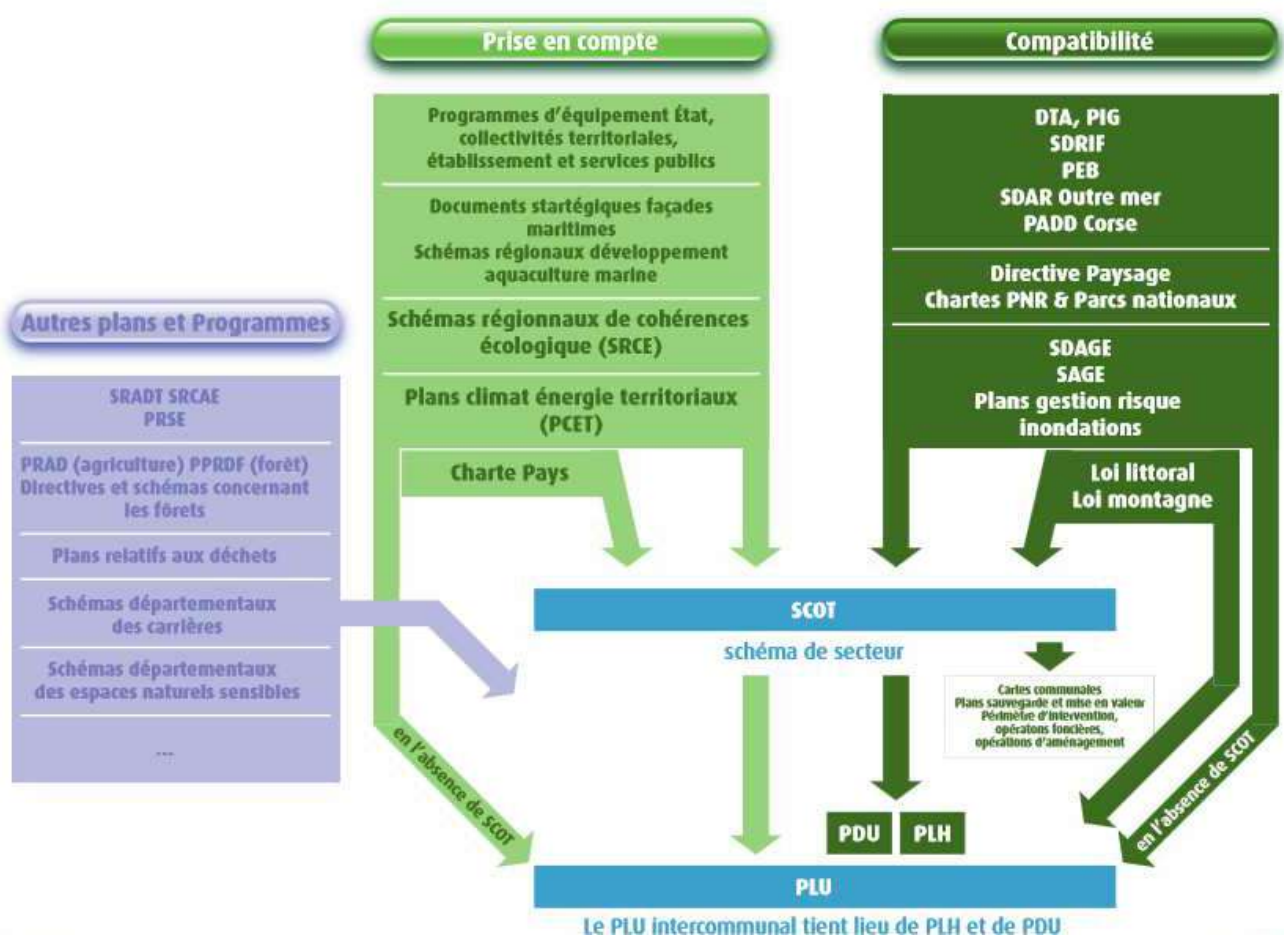 Prise en compte
Programmes d'équipement État,
collectivités territoriales,
établissement et services publics
Documents startégiques façades
maritimes
Schémas régionaux développement
aquaculture marine
Schémas régionnaux de cohérences
écologique (SRCE)
Plans climat énergie territoriaux
(PCET)
Charte Pays
Compatibilité
DTA, PIG
SDRIF
PEB
SDAR Outre mer
PADD Corse
Directive Paysage
Chartes PNR & Parcs nationaux
SDAGE
SAGE
Plans gestion risque
inondations
Loi littoral
Loi montagne
Autres plans et Programmes
SRADT SRCAE
PRSE
PRAD (agriculture) PPRDF (forêt)
Directives et schémas concernant
les fôrets
Plans relatifs aux déchets
Schémas départementaux
des carrières
Schémas départementaux
des espaces naturels sensibles
...
SCOT
schéma de secteur
Cartes communales
Plans sauvegarde et mise en valeur
Périmètre d'intervention,
opératons foncières,
opérations d'aménagement
en l'absence de SCOT
en l'absence de SCOT
PDU
PLH
PLU
Le PLU intercommunal tient lieu de PLH et de PDU